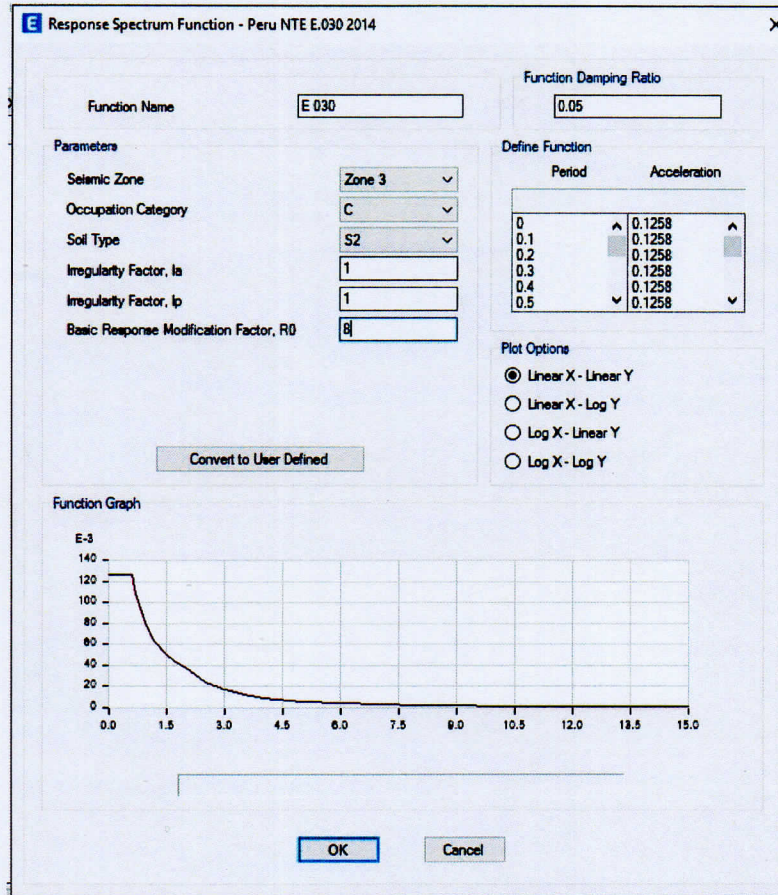 E Response Spectrum Function - Peru NTE E.030 2014
Function Name
E 030
Function Damping Ratio
0.05
Parameters
Seismic Zone
Zone 3
Occupation Category
C
Soil Type
S2
Irregularity Factor, Ia
1
Irregularity Factor, Ip
1
Basic Response Modification Factor, R0
8
Convert to User Defined
Define Function
Period Acceleration
0 0.1258
0.1 0.1258
0.2 0.1258
0.3 0.1258
0.4 0.1258
0.5 0.1258
Plot Options
Linear X - Linear Y
Linear X - Log Y
Log X - Linear Y
Log X - Log Y
Function Graph
E-3
140
120
100
80
60
40
20
0
0.0 1.5 3.0 4.5 6.0 7.5 9.0 10.5 12.0 13.5 15.0
OK Cancel